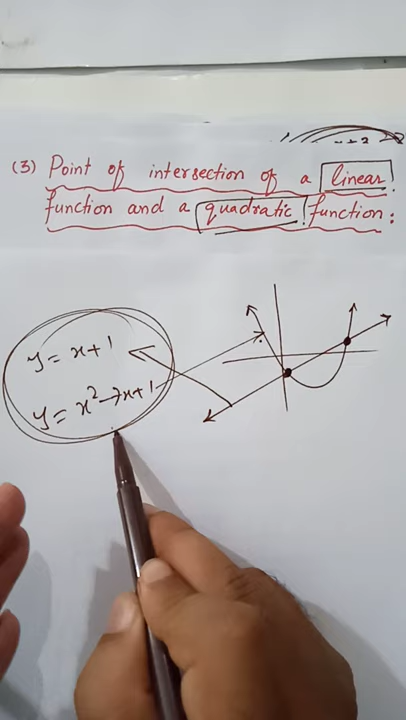 (3) Point of intersection of a linear
function and a quadratic function:
y = x+1
y = x² - 7x+1